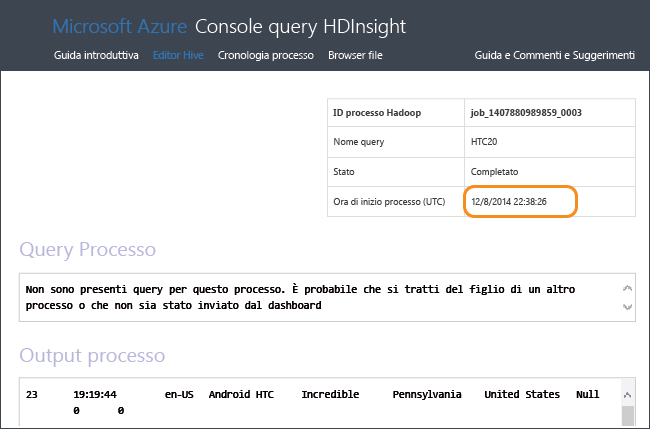 Microsoft Azure Console query HDInsight
Guida introduttiva Editor Hive Cronologia processo Browser file Guida e Commenti e Suggerimenti
ID processo Hadoop job_1407880989859_0003
Nome query HTC20
Stato Completato
Ora di inizio processo (UTC) 12/8/2014 22:38:26
Query Processo
Non sono presenti query per questo processo. È probabile che si tratti del figlio di un altro
processo o che non sia stato inviato dal dashboard
Output processo
23 19:19:44 en-US Android HTC Incredible Pennsylvania United States Null
0 0